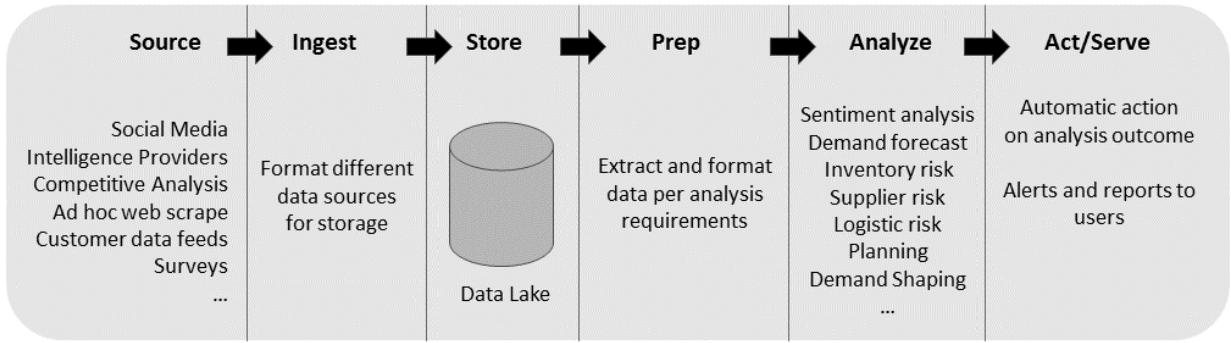 Source
Ingest
Store
Prep
Analyze
Act/Serve
Social Media
Intelligence Providers
Competitive Analysis
Ad hoc web scrape
Customer data feeds
Surveys
...
Format different
data sources
for storage
Data Lake
Extract and format
data per analysis
requirements
Sentiment analysis
Demand forecast
Inventory risk
Supplier risk
Logistic risk
Planning
Demand Shaping
...
Automatic action
on analysis outcome
Alerts and reports to
users